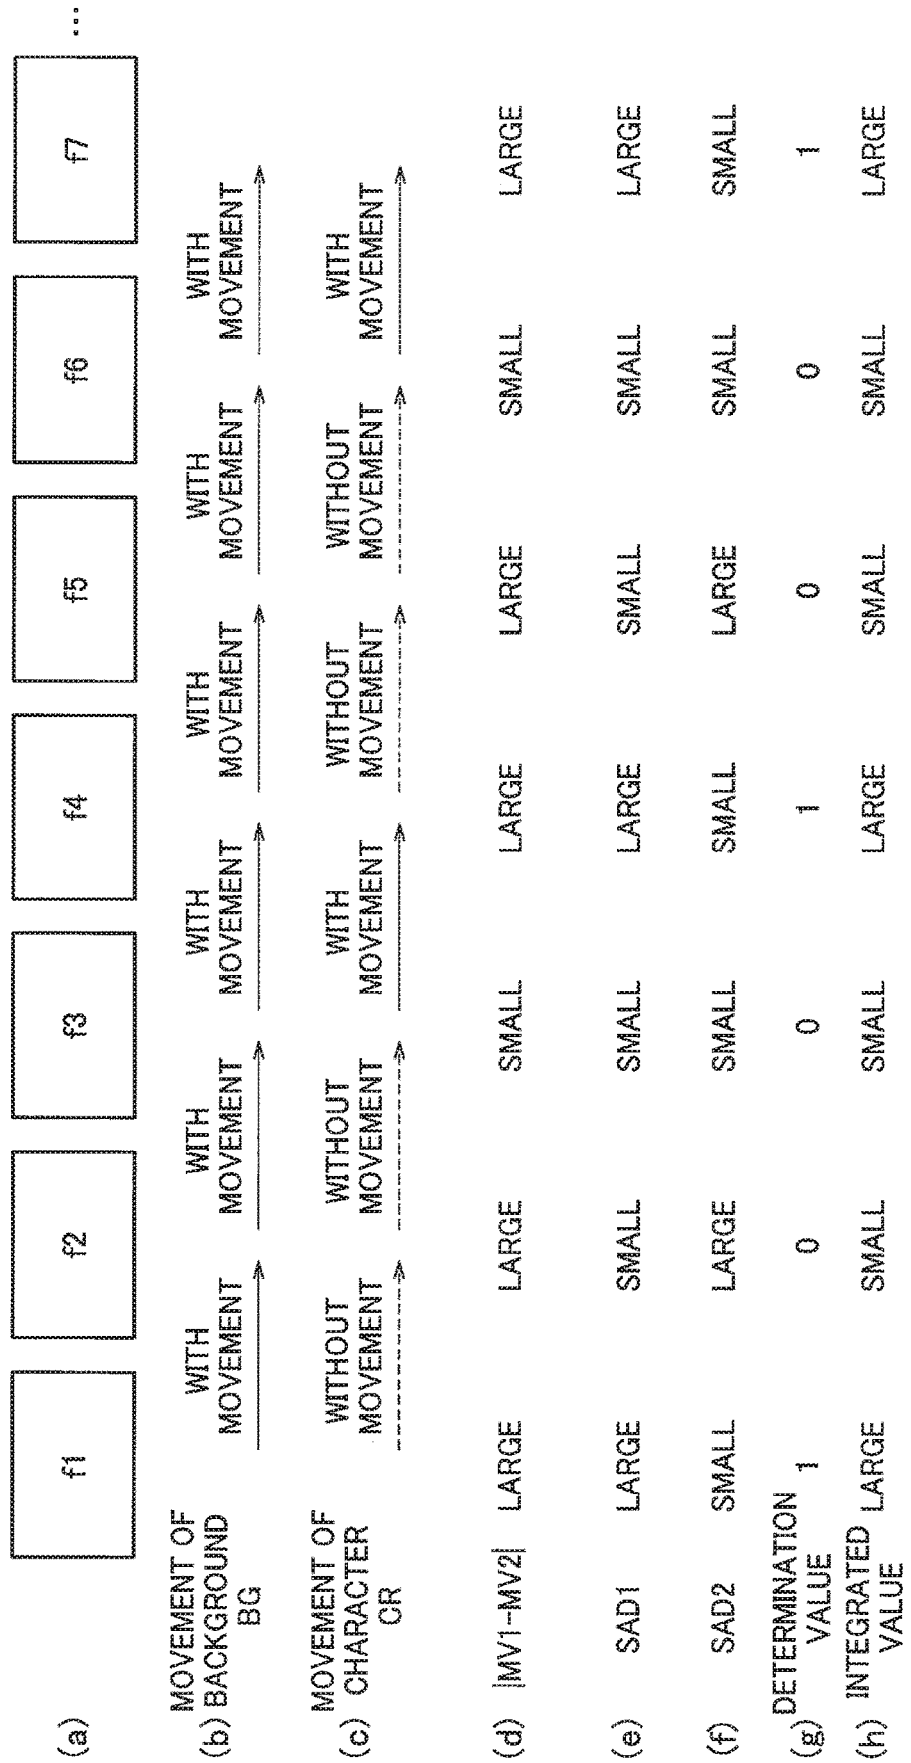 (a) f1 f2 f3 f4 f5 f6 f7 ...
MOVEMENT OF
(b) BACKGROUND
BG
WITH MOVEMENT WITH MOVEMENT WITH MOVEMENT WITH MOVEMENT WITH MOVEMENT WITH MOVEMENT
MOVEMENT OF
(c) CHARACTER
CR
WITHOUT MOVEMENT WITHOUT MOVEMENT WITH MOVEMENT WITHOUT MOVEMENT WITHOUT MOVEMENT WITH MOVEMENT
(d) |MV1-MV2| LARGE LARGE SMALL LARGE LARGE SMALL LARGE
(e) SAD1 LARGE SMALL SMALL LARGE SMALL SMALL LARGE
(f) SAD2 SMALL LARGE SMALL SMALL LARGE SMALL SMALL
(g) DETERMINATION
VALUE
1 0 0 1 0 0 1
(h) INTEGRATED
VALUE
LARGE SMALL SMALL LARGE SMALL SMALL LARGE